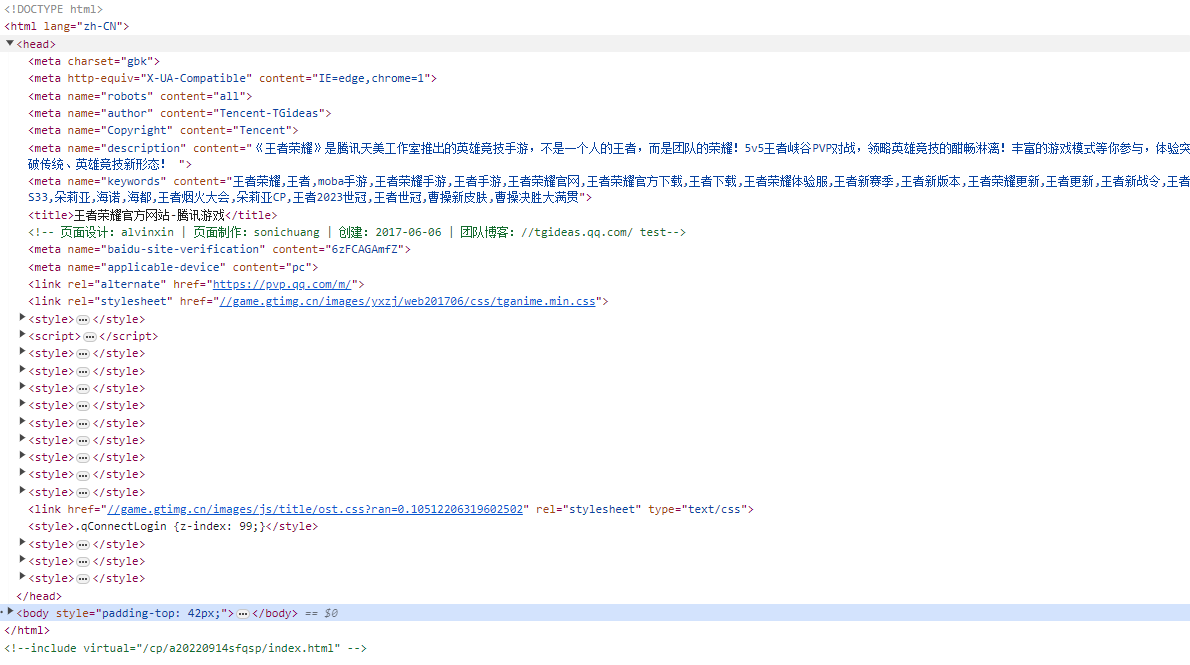 <!DOCTYPE html>
<html lang="zh-CN">
<head>
<meta charset="gbk">
<meta http-equiv="X-UA-Compatible" content="IE=edge,chrome=1">
<meta name="robots" content="all">
<meta name="author" content="Tencent-TGideas">
<meta name="Copyright" content="Tencent">
<meta name="description" content="《王者荣耀》是腾讯天美工作室推出的英雄竞技手游，不是一个人的王者，而是团队的荣耀！5v5王者峡谷PVP对战，领略英雄竞技的酣畅淋漓！丰富的游戏模式等你参与，体验突
破传统、英雄竞技新形态！ ">
<meta name="keywords" content="王者荣耀,王者,moba手游,王者荣耀手游,王者手游,王者荣耀官网,王者荣耀官方下载,王者下载,王者荣耀体验服,王者新赛季,王者新版本,王者荣耀更新,王者更新,王者新战令,王者
S33,朵莉亚,海诺,海都,王者烟火大会,朵莉亚CP,王者2023世冠,王者世冠,曹操新皮肤,曹操决胜大满贯">
<title>王者荣耀官方网站-腾讯游戏</title>
<!-- 页面设计：alvinxin | 页面制作：sonichuang | 创建：2017-06-06 | 团队博客：//tgideas.qq.com/ test-->
<meta name="baidu-site-verification" content="6zFCAGAmfZ">
<meta name="applicable-device" content="pc">
<link rel="alternate" href="https://pvp.qq.com/m/">
<link rel="stylesheet" href="//game.gtimg.cn/images/yxzj/web201706/css/tganime.min.css">
<style>…</style>
<script>…</script>
<style>…</style>
<style>…</style>
<style>…</style>
<style>…</style>
<style>…</style>
<style>…</style>
<style>…</style>
<style>…</style>
<style>…</style>
<link href="//game.gtimg.cn/images/js/title/ost.css?ran=0.10512206319602502" rel="stylesheet" type="text/css">
<style>.qConnectLogin {z-index: 99;}</style>
<style>…</style>
<style>…</style>
<style>…</style>
</head>
<body style="padding-top: 42px;">…</body> == $0
</html>
<!--include virtual="/cp/a20220914sfqsp/index.html" -->